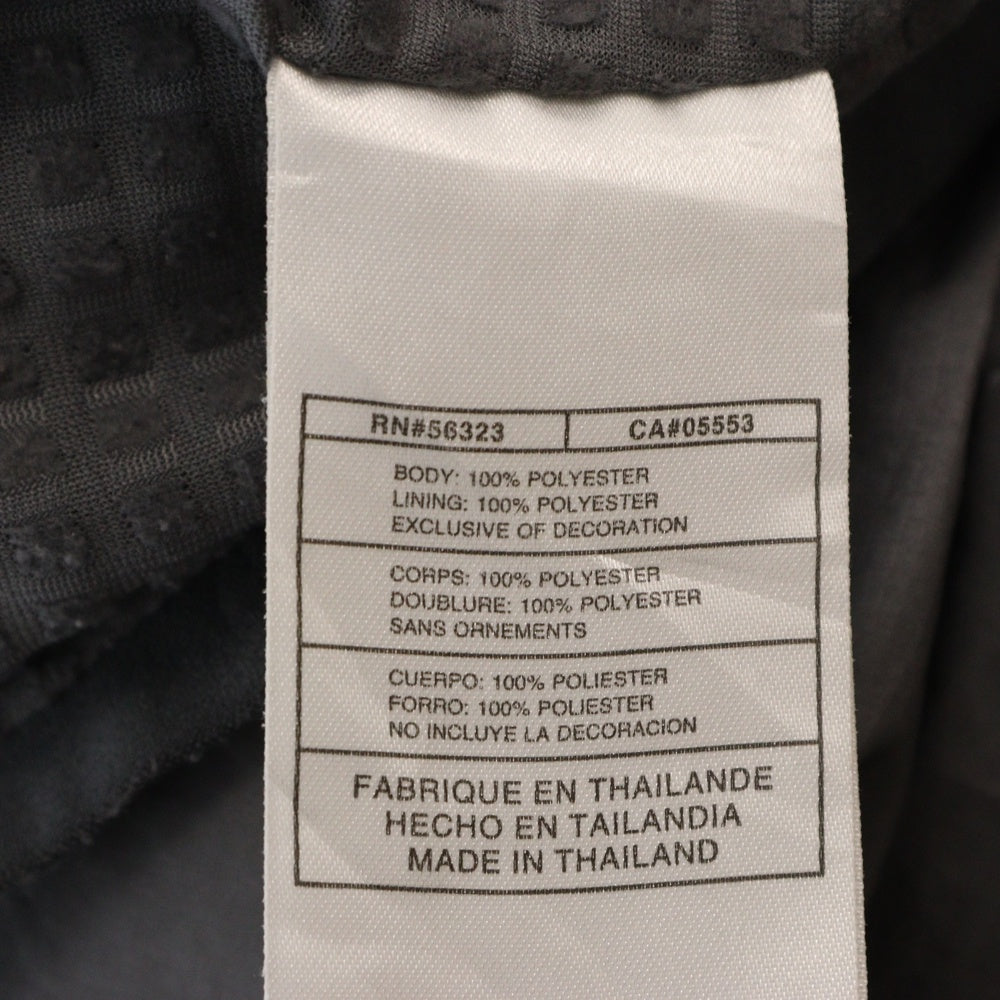 RN#56323 CA#05553
BODY: 100% POLYESTER
LINING: 100% POLYESTER
EXCLUSIVE OF DECORATION
CORPS: 100% POLYESTER
DOUBLURE: 100% POLYESTER
SANS ORNEMENTS
CUERPO: 100% POLIESTER
FORRO: 100% POLIESTER
NO INCLUYE LA DECORACION
FABRIQUE EN THAILANDE
HECHO EN TAILANDIA
MADE IN THAILAND